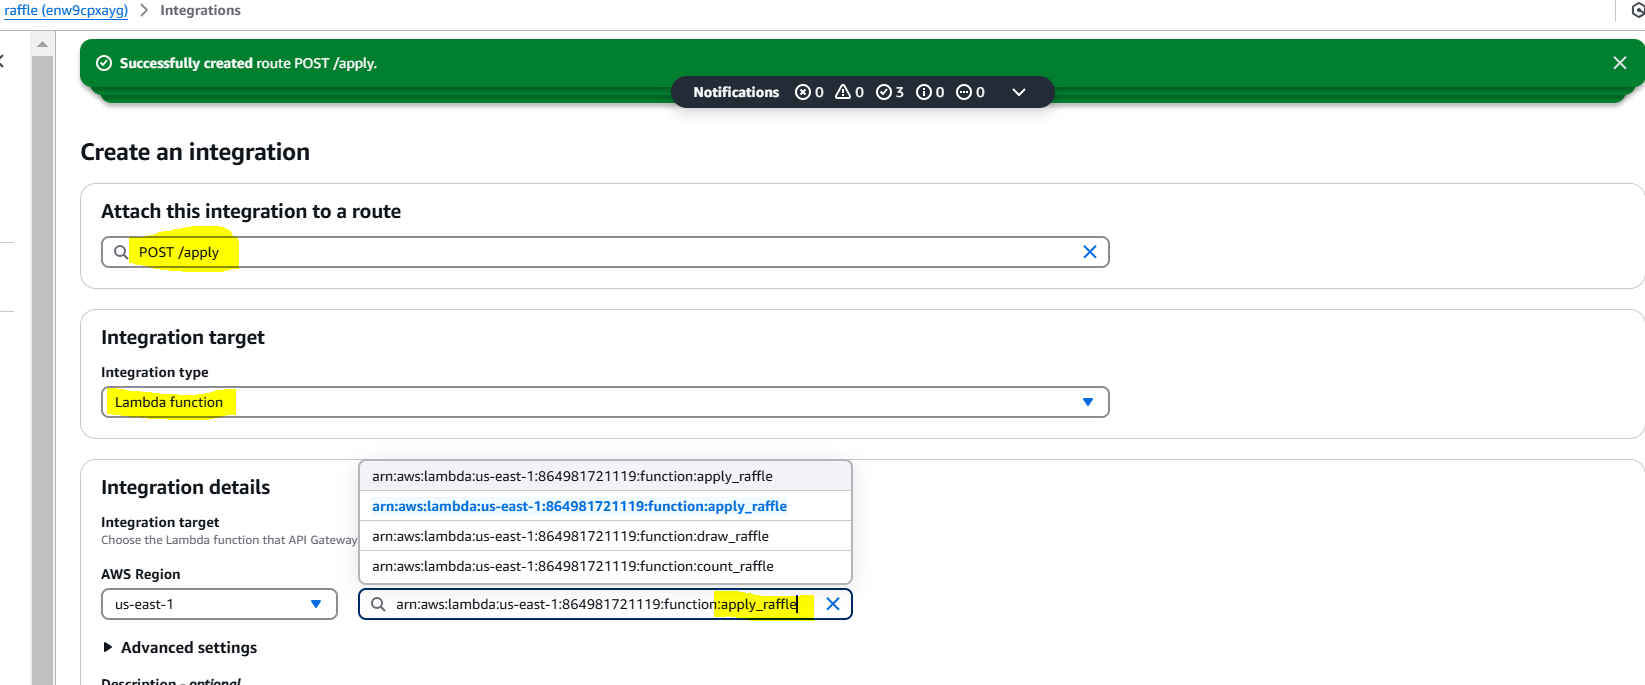 raffle (enw9cpxayg) > Integrations
Successfully created route POST /apply.
Notifications 0 0 3 0 0
Create an integration
Attach this integration to a route
POST /apply
Integration target
Integration type
Lambda function
Integration details
Integration target
Choose the Lambda function that API Gateway
arn:aws:lambda:us-east-1:864981721119:function:apply_raffle
arn:aws:lambda:us-east-1:864981721119:function:apply_raffle
arn:aws:lambda:us-east-1:864981721119:function:draw_raffle
arn:aws:lambda:us-east-1:864981721119:function:count_raffle
AWS Region
us-east-1
arn:aws:lambda:us-east-1:864981721119:function:apply_raffle
Advanced settings
Description - optional